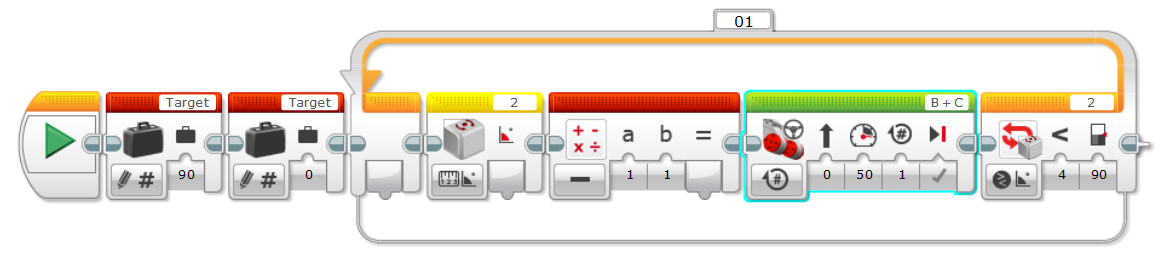 01
Target
Target
2
B + C
2
a b =
# 90 # 0 1 1 # 0 50 1 4 90